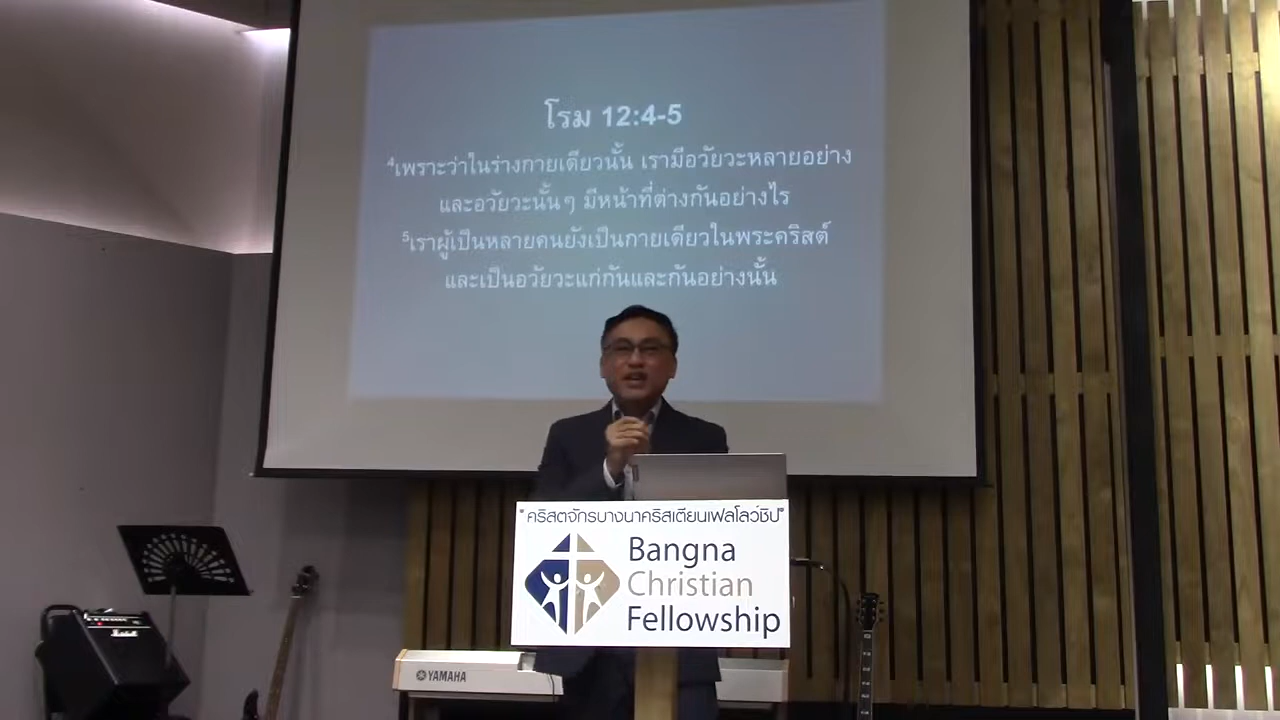 โรม 12:4-5
⁴เพราะว่าในร่างกายเดียวนั้น เรามีอวัยวะหลายอย่าง
และอวัยวะนั้นๆ มีหน้าที่ต่างกันอย่างไร
⁵เราผู้เป็นหลายคนยังเป็นกายเดียวในพระคริสต์
และเป็นอวัยวะแก่กันและกันอย่างนั้น
"คริสตจักรบางนาคริสเตียนเฟลโลว์ชิป"
Bangna
Christian
Fellowship
YAMAHA
Marshall